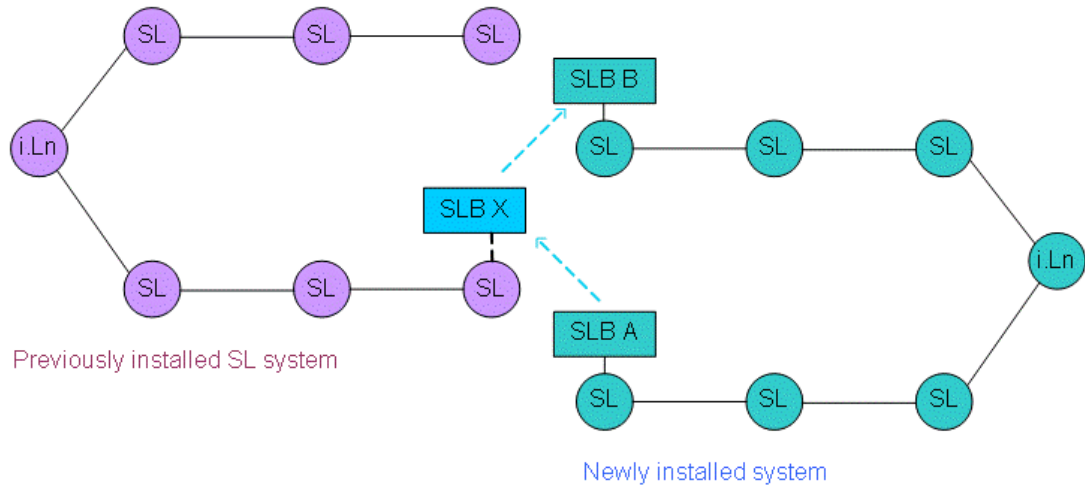 SL SL SL
SLB B
i.Ln SL SL SL
SLB X
i.Ln
SL SL SL
SLB A
Previously installed SL system
SL SL SL
Newly installed system